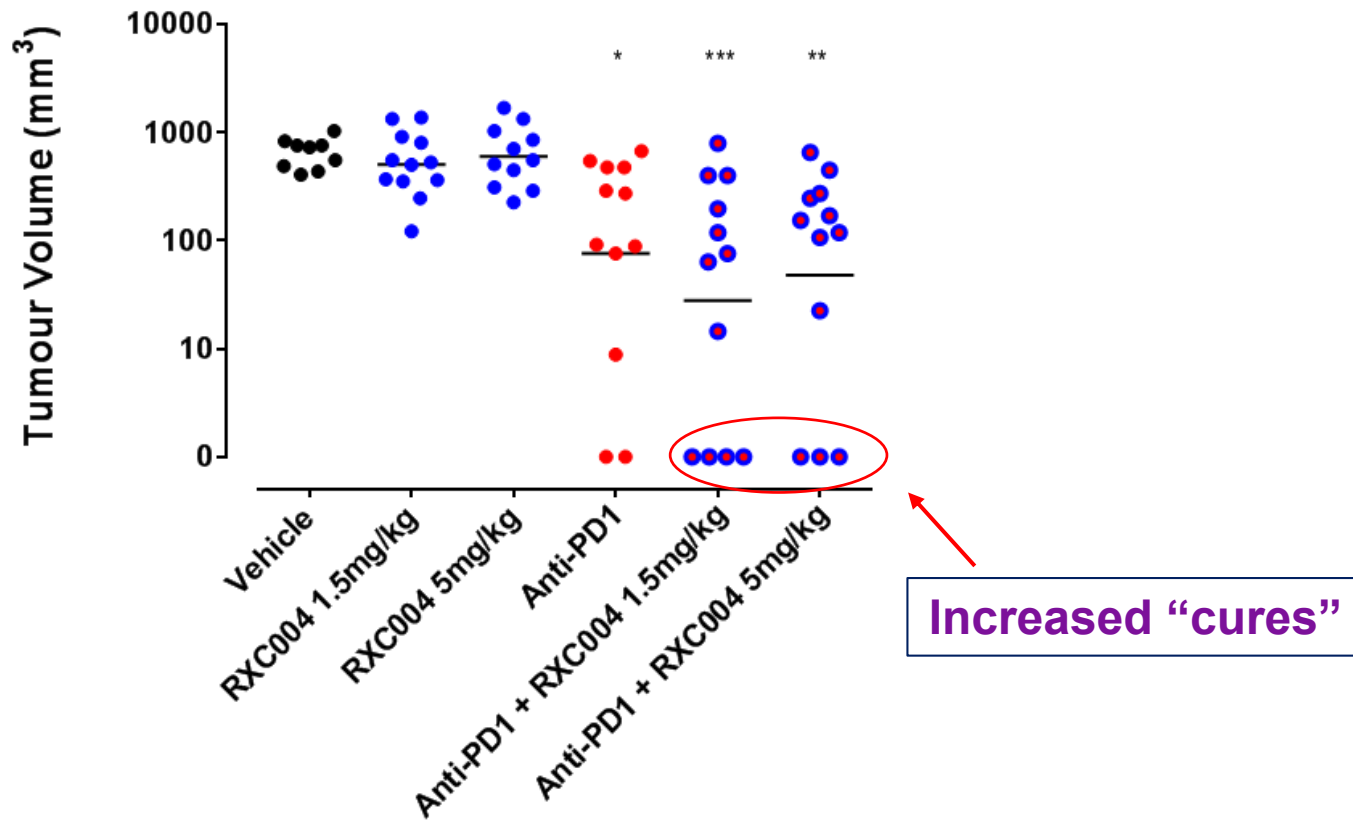 Tumour Volume (mm³)
10000
1000
100
10
0
*
***
**
Vehicle
RXC004 1.5mg/kg
RXC004 5mg/kg
Anti-PD1
Anti-PD1 + RXC004 1.5mg/kg
Anti-PD1 + RXC004 5mg/kg
Increased “cures”